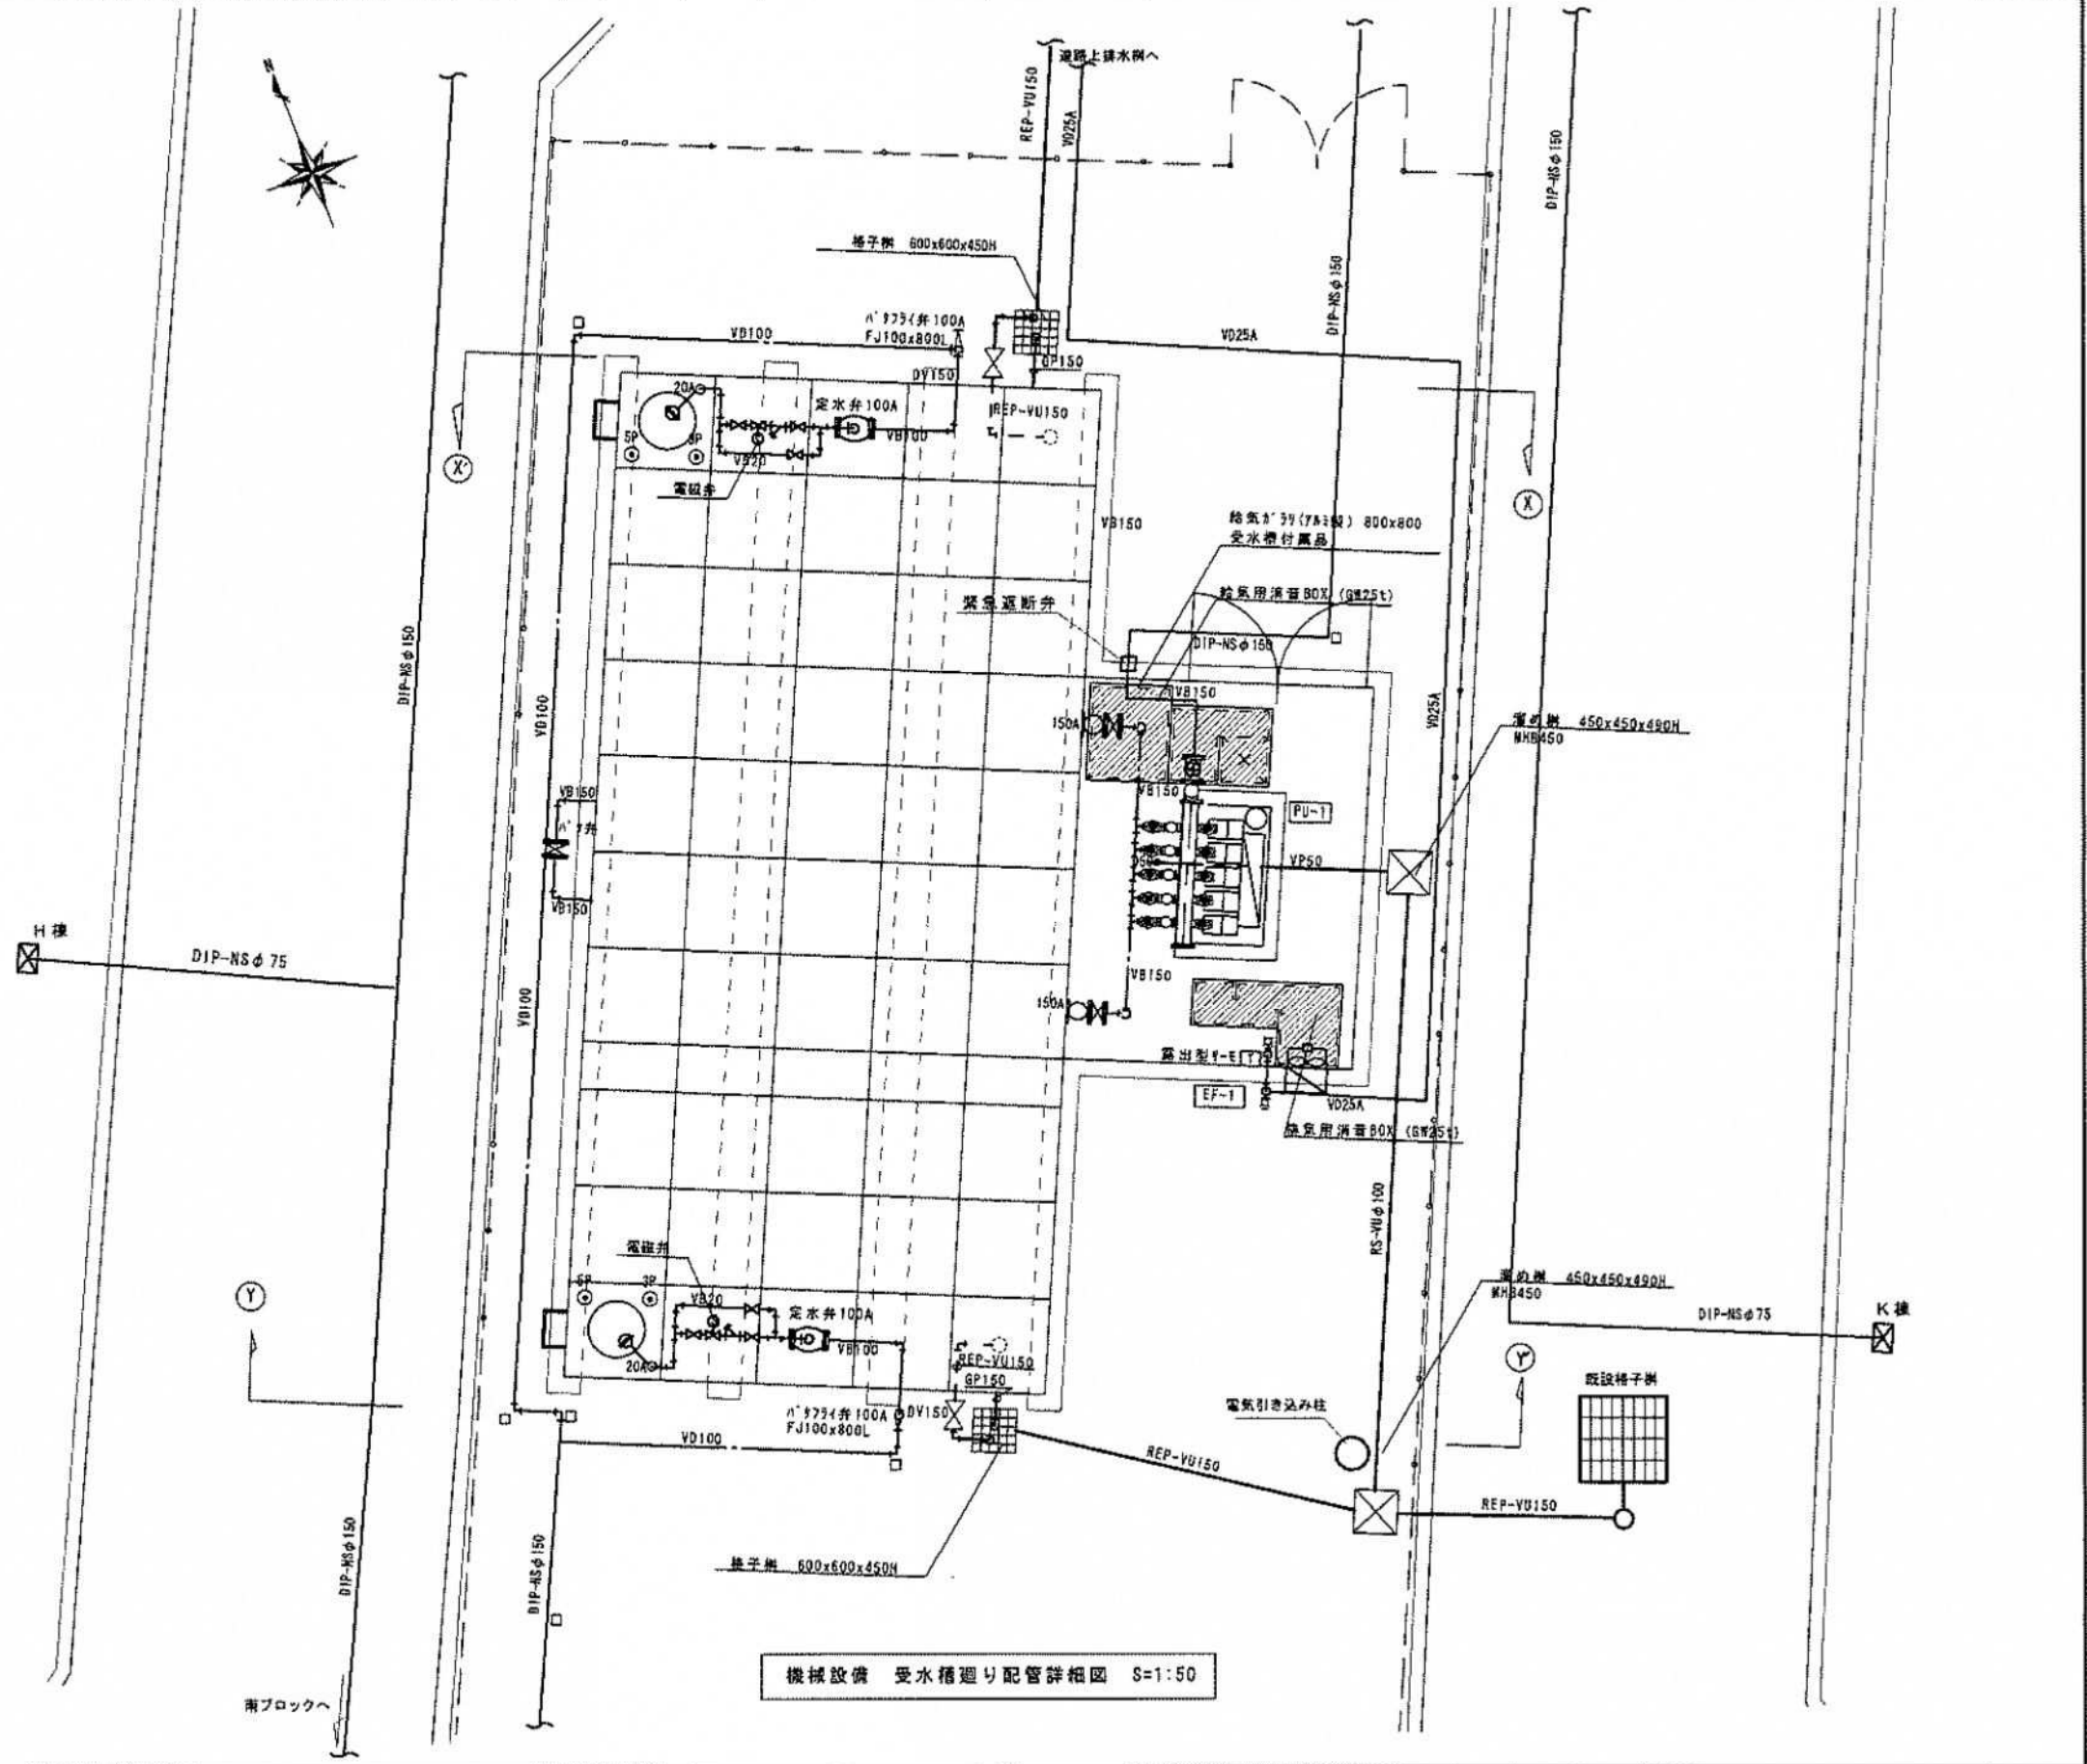 N
道路上排水桝へ
REP-VU150
VD25A
DIP-NSφ150
格子桝 600x600x450H
DIP-NSφ150
バタフライ弁100A
FJ100x800L
VD100
VD25A
DV150
GP150
20A
定水弁100A
REP-VU150
VB100
5P
3P
VB20
X'
電磁弁
X
VB150
給気ガラリ(アルミ製) 800x800
受水槽付属品
緊急遮断弁
給気用消音BOX (GW25t)
DIP-NSφ150
DIP-NSφ150
VB150
VD100
VD25A
150A
溜め桝 450x450x490H
MHB450
VB150
VB150
PU-1
バタ弁
VP50
VB150
H棟
DIP-NSφ75
VB150
VD100
150A
露出型サーモ
T
EF-1
VD25A
換気用消音BOX (GW25t)
RS-VUφ100
電磁弁
5P
3P
VB20
定水弁100A
溜め桝 450x450x490H
MHB450
DIP-NSφ75
K棟
Y
VB100
REP-VU150
20A
GP150
Y'
既設格子桝
バタフライ弁100A
FJ100x800L
DV150
電気引き込み柱
VD100
REP-VU150
REP-VU150
DIP-NSφ150
DIP-NSφ150
格子桝 600x600x450H
機械設備 受水槽廻り配管詳細図 S=1:50
南ブロックへ